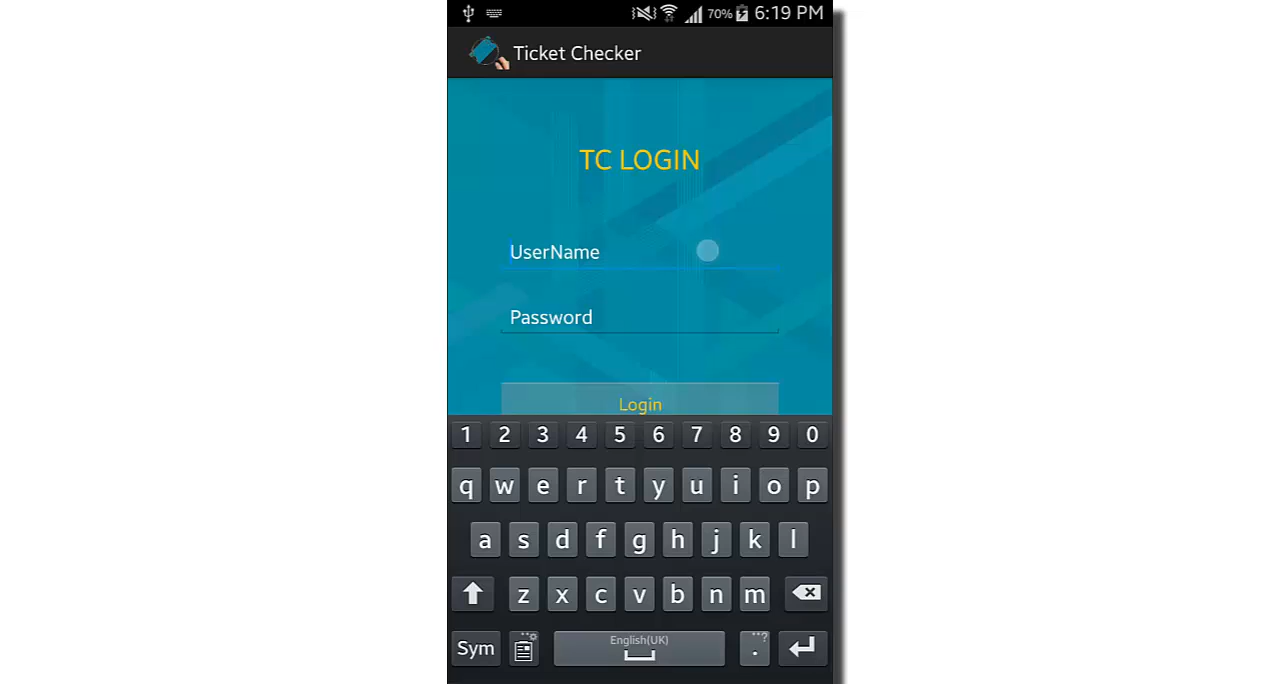 70% 6:19 PM
Ticket Checker
TC LOGIN
UserName
Password
Login
1 2 3 4 5 6 7 8 9 0
q w e r t y u i o p
a s d f g h j k l
z x c v b n m
Sym English(UK) .